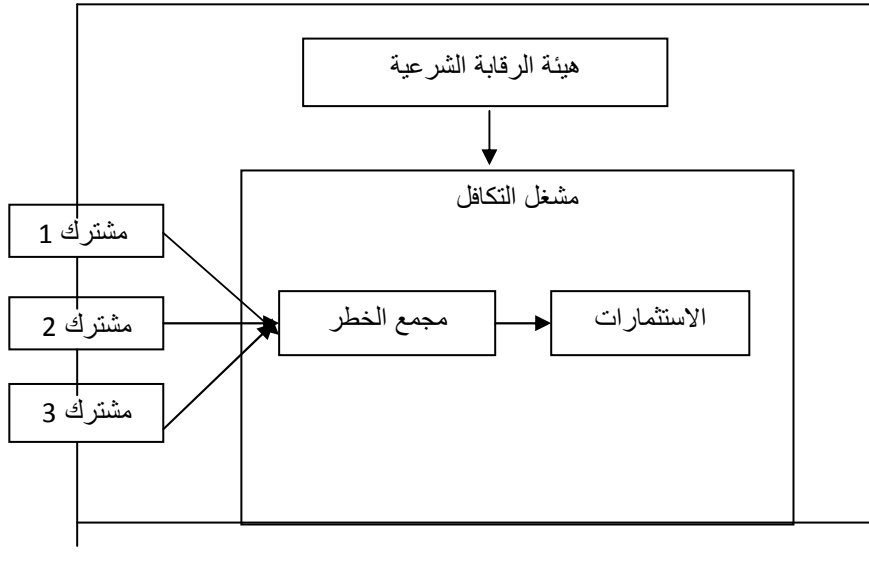 هيئة الرقابة الشرعية
مشغل التكافل
مشترك 1
مجمع الخطر
الاستثمارات
مشترك 2
مشترك 3